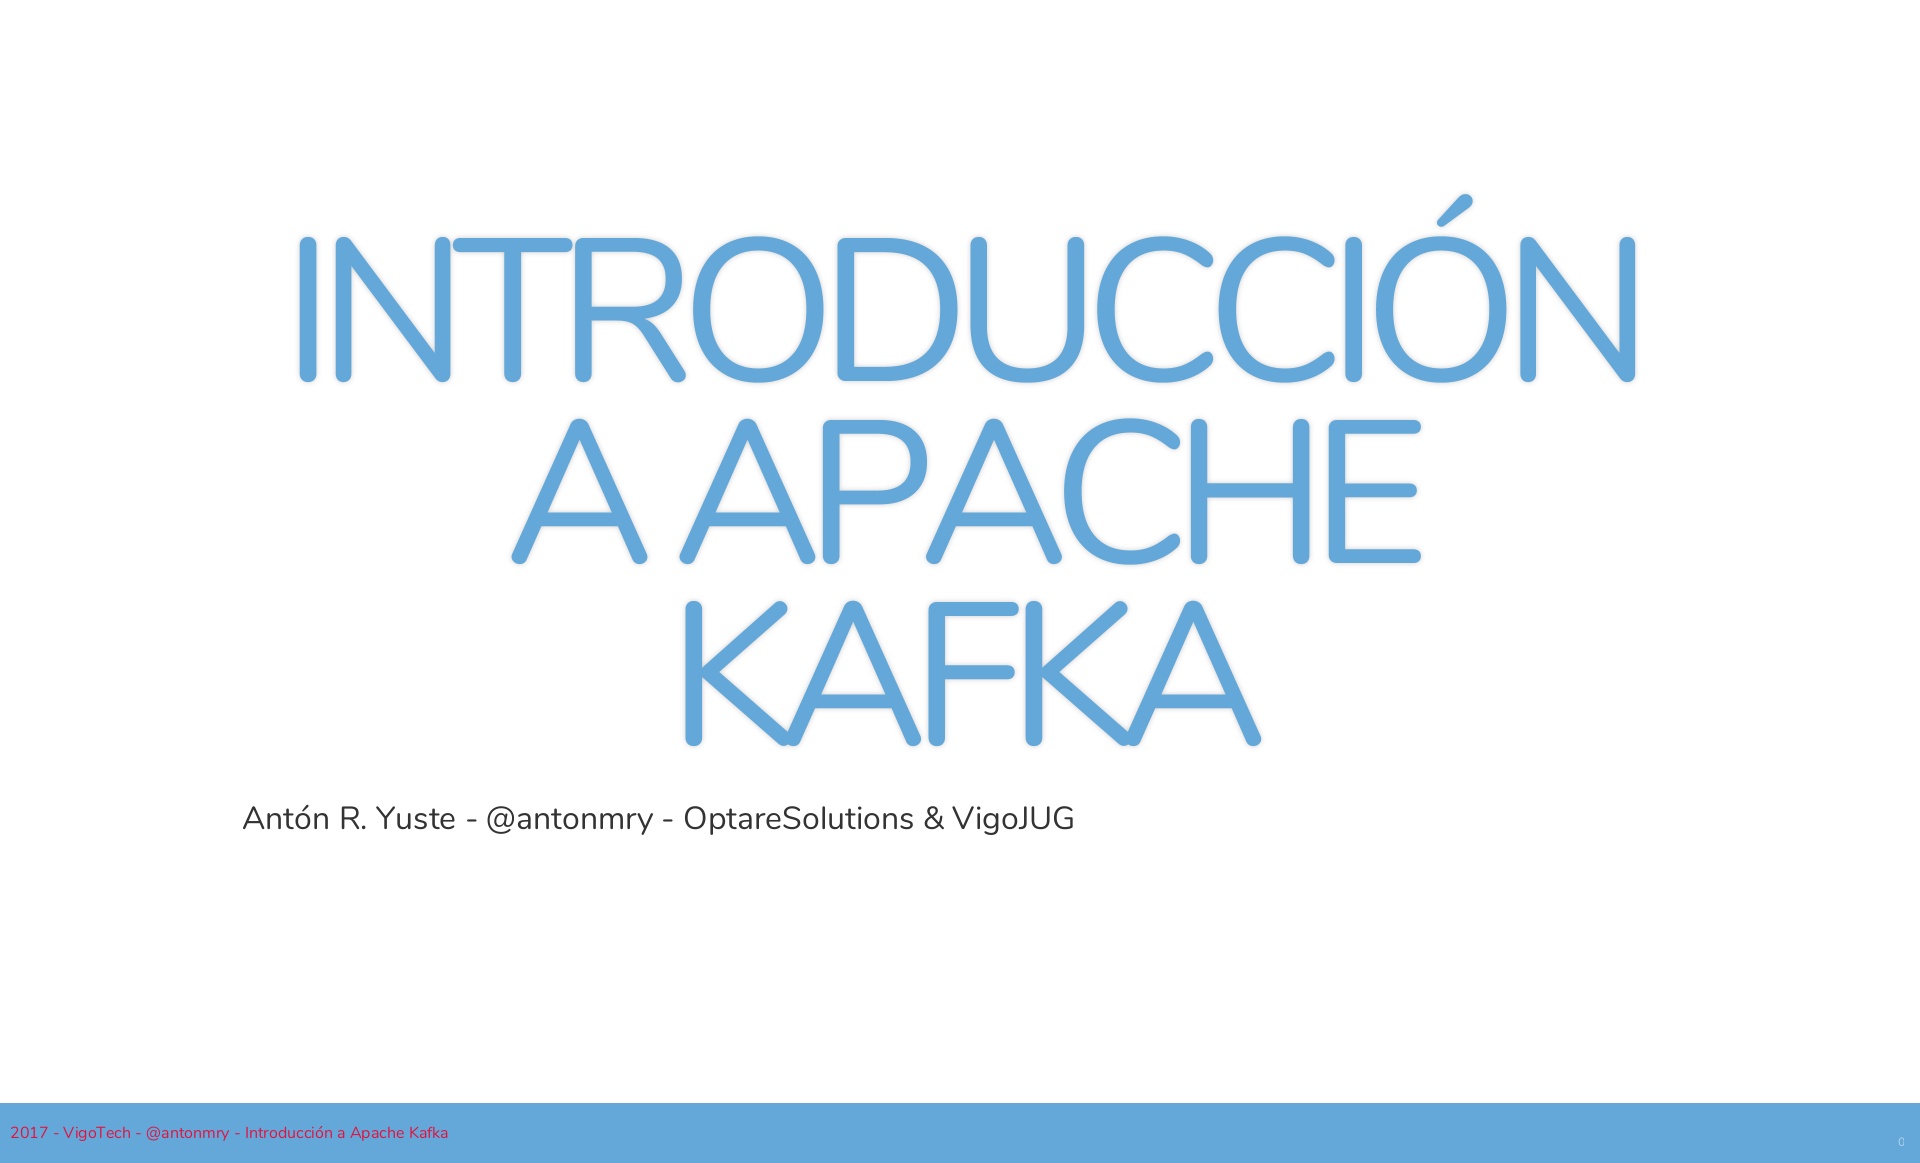 INTRODUCCIÓN
A APACHE
KAFKA
Antón R. Yuste - @antonmry - OptareSolutions & VigoJUG
2017 - VigoTech - @antonmry - Introducción a Apache Kafka
0